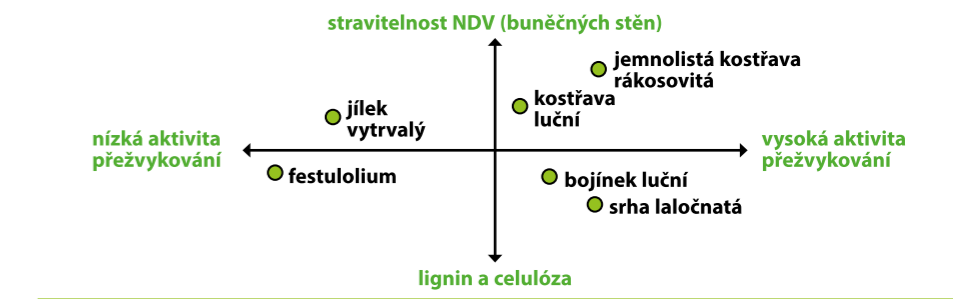 stravitelnost NDV (buněčných stěn)
jemnolistá kostřava
rákosovitá
kostřava
luční
jílek
vytrvalý
nízká aktivita
přežvykování
vysoká aktivita
přežvykování
festulolium
bojínek luční
srha laločnatá
lignin a celulóza